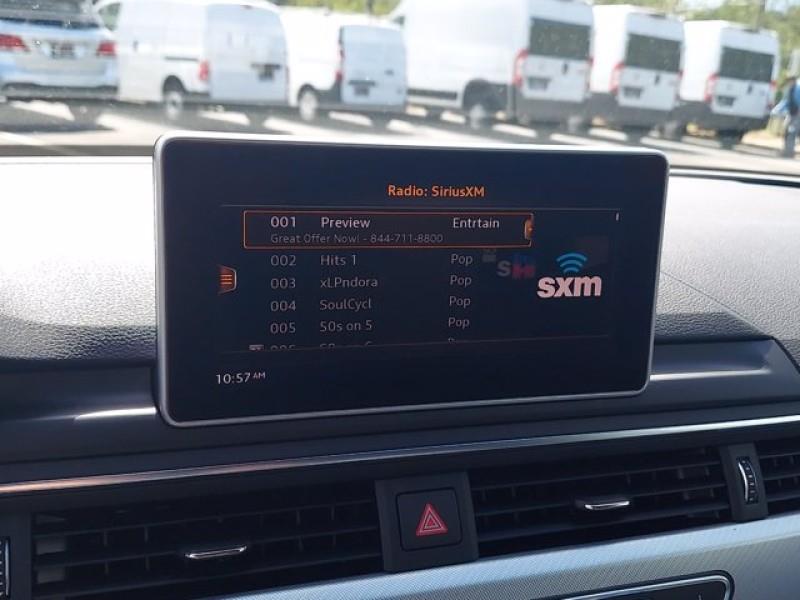 Radio: SiriusXM
001 Preview Entrtain
Great Offer Now! - 844-711-8800
002 Hits 1 Pop
003 xLPndora Pop
004 SoulCycl Pop
005 50s on 5 Pop
sxm
10:57 AM